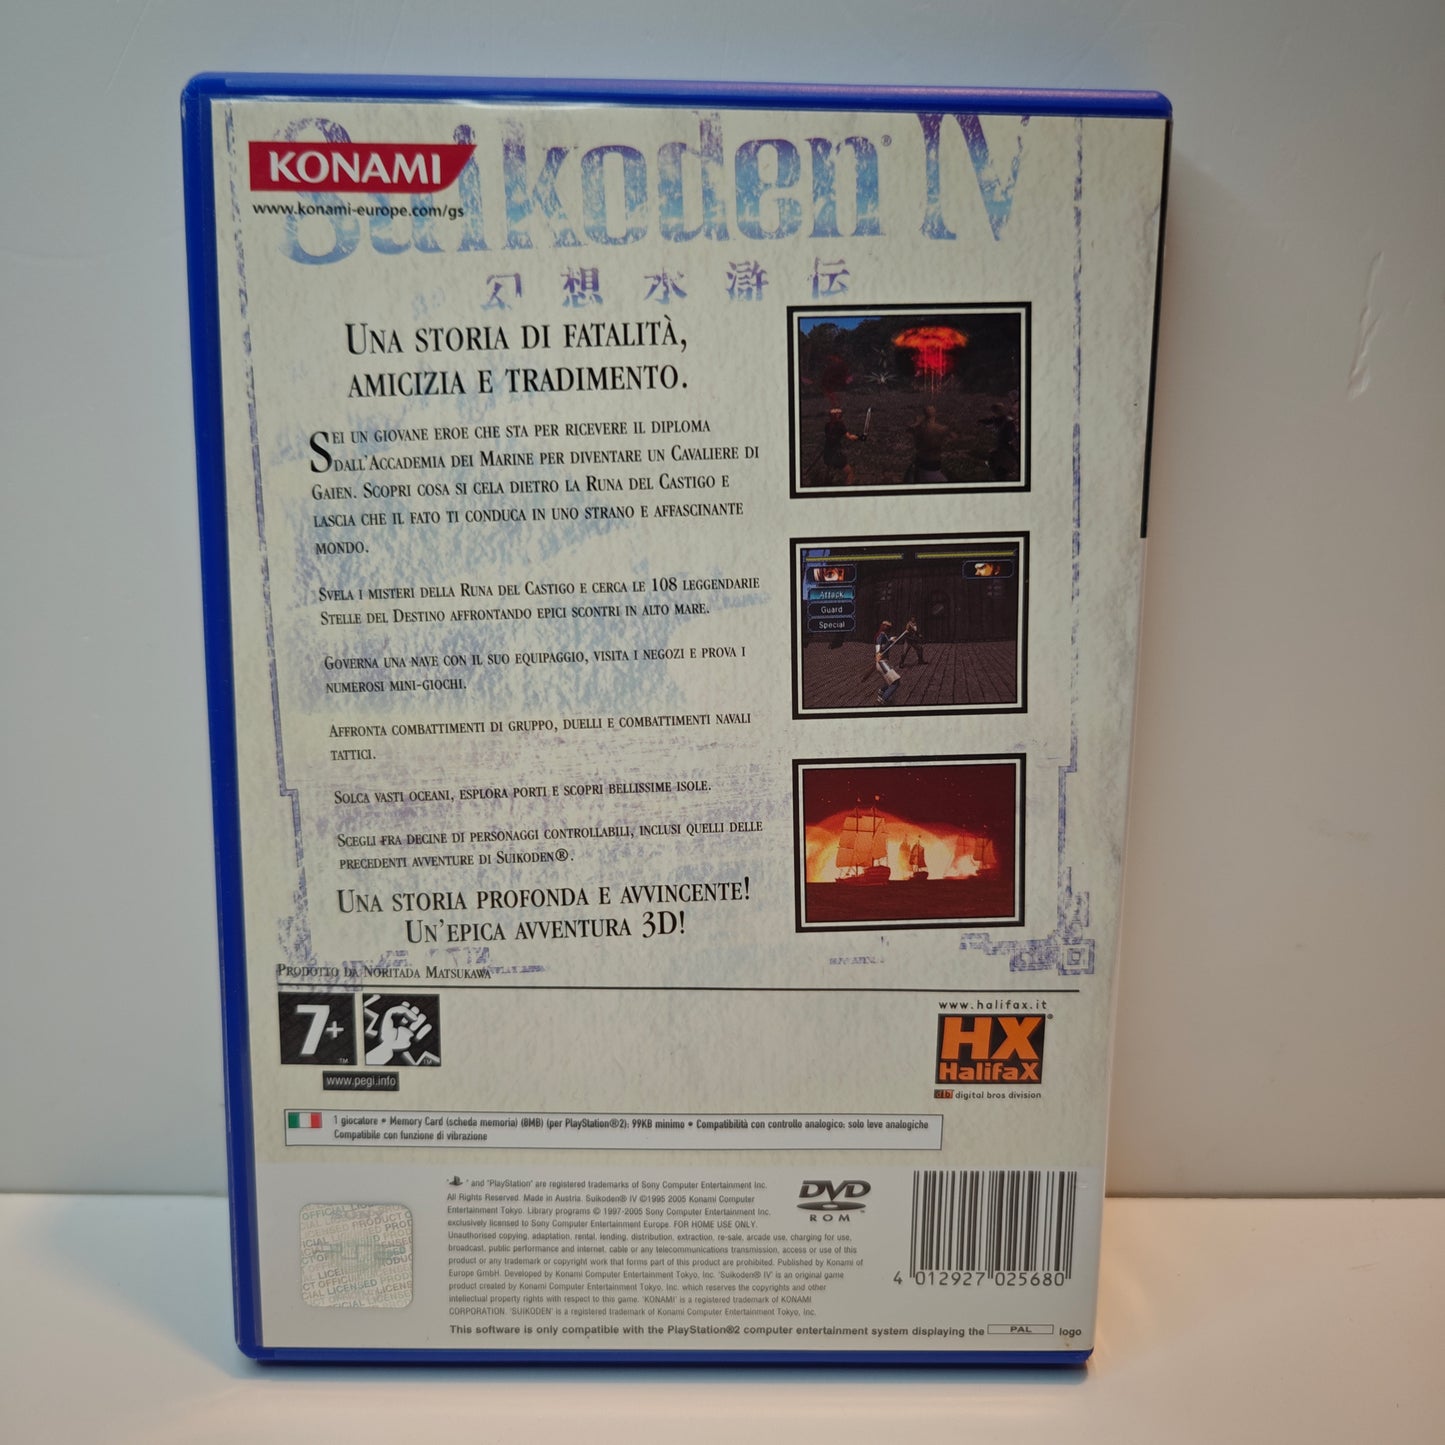 Suikoden® IV
KONAMI
www.konami-europe.com/gs
幻想水滸伝
UNA STORIA DI FATALITÀ,
AMICIZIA E TRADIMENTO.
SEI UN GIOVANE EROE CHE STA PER RICEVERE IL DIPLOMA
DALL'ACCADEMIA DEI MARINE PER DIVENTARE UN CAVALIERE DI
GAIEN. SCOPRI COSA SI CELA DIETRO LA RUNA DEL CASTIGO E
LASCIA CHE IL FATO TI CONDUCA IN UNO STRANO E AFFASCINANTE
MONDO.
SVELA I MISTERI DELLA RUNA DEL CASTIGO E CERCA LE 108 LEGGENDARIE
STELLE DEL DESTINO AFFRONTANDO EPICI SCONTRI IN ALTO MARE.
GOVERNA UNA NAVE CON IL SUO EQUIPAGGIO, VISITA I NEGOZI E PROVA I
NUMEROSI MINI-GIOCHI.
AFFRONTA COMBATTIMENTI DI GRUPPO, DUELLI E COMBATTIMENTI NAVALI
TATTICI.
SOLCA VASTI OCEANI, ESPLORA PORTI E SCOPRI BELLISSIME ISOLE.
SCEGLI FRA DECINE DI PERSONAGGI CONTROLLABILI, INCLUSI QUELLI DELLE
PRECEDENTI AVVENTURE DI SUIKODEN®.
UNA STORIA PROFONDA E AVVINCENTE!
UN'EPICA AVVENTURA 3D!
PRODOTTO DA NORITADA MATSUKAWA
Attack
Guard
Special
7+
TM
TM
www.pegi.info
www.halifax.it
HX®
HalifaX
db digital bros division
1 giocatore • Memory Card (scheda memoria) (8MB) (per PlayStation®2): 99KB minimo • Compatibilità con controllo analogico: solo leve analogiche
Compatibile con funzione di vibrazione
" " and "PlayStation" are registered trademarks of Sony Computer Entertainment Inc.
All Rights Reserved. Made in Austria. Suikoden® IV ©1995 2005 Konami Computer
Entertainment Tokyo. Library programs © 1997-2005 Sony Computer Entertainment Inc.
exclusively licensed to Sony Computer Entertainment Europe. FOR HOME USE ONLY.
Unauthorised copying, adaptation, rental, lending, distribution, extraction, re-sale, arcade use, charging for use,
broadcast, public performance and internet, cable or any telecommunications transmission, access or use of this
product or any trademark or copyright work that forms part of this product are prohibited. Published by Konami of
Europe GmbH. Developed by Konami Computer Entertainment Tokyo, Inc. 'Suikoden® IV' is an original game
product created by Konami Computer Entertainment Tokyo, Inc. which reserves the copyrights and other
intellectual property rights with respect to this game. 'KONAMI' is a registered trademark of KONAMI
CORPORATION. 'SUIKODEN' is a registered trademark of Konami Computer Entertainment Tokyo, Inc.
DVD
ROM
4 012927 025680
This software is only compatible with the PlayStation®2 computer entertainment system displaying the PAL logo